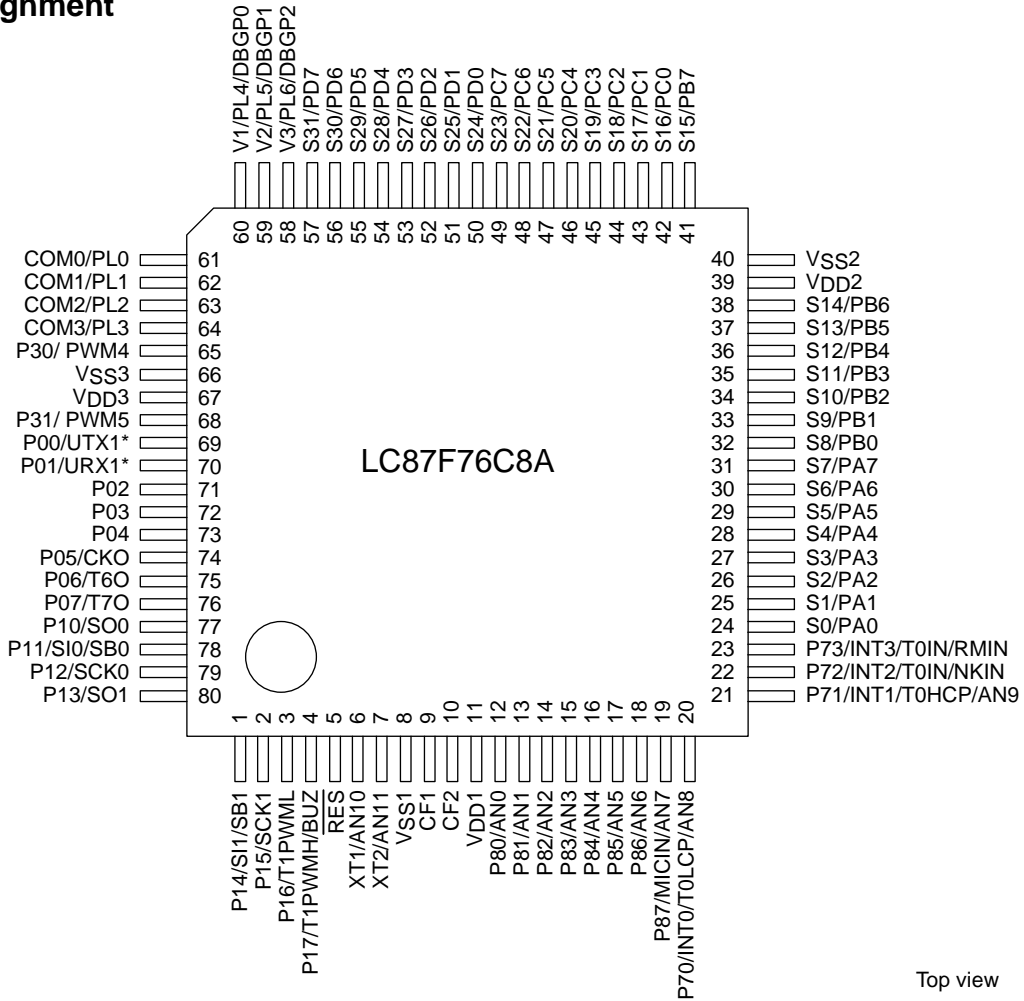 gnment
V1/PL4/DBGP0
V2/PL5/DBGP1
V3/PL6/DBGP2
S31/PD7
S30/PD6
S29/PD5
S28/PD4
S27/PD3
S26/PD2
S25/PD1
S24/PD0
S23/PC7
S22/PC6
S21/PC5
S20/PC4
S19/PC3
S18/PC2
S17/PC1
S16/PC0
S15/PB7
60
59
58
57
56
55
54
53
52
51
50
49
48
47
46
45
44
43
42
41
COM0/PL0 61
COM1/PL1 62
COM2/PL2 63
COM3/PL3 64
P30/ PWM4 65
VSS3 66
VDD3 67
P31/ PWM5 68
P00/UTX1* 69
P01/URX1* 70
P02 71
P03 72
P04 73
P05/CKO 74
P06/T6O 75
P07/T7O 76
P10/SO0 77
P11/SI0/SB0 78
P12/SCK0 79
P13/SO1 80
LC87F76C8A
40 VSS2
39 VDD2
38 S14/PB6
37 S13/PB5
36 S12/PB4
35 S11/PB3
34 S10/PB2
33 S9/PB1
32 S8/PB0
31 S7/PA7
30 S6/PA6
29 S5/PA5
28 S4/PA4
27 S3/PA3
26 S2/PA2
25 S1/PA1
24 S0/PA0
23 P73/INT3/T0IN/RMIN
22 P72/INT2/T0IN/NKIN
21 P71/INT1/T0HCP/AN9
1
2
3
4
5
6
7
8
9
10
11
12
13
14
15
16
17
18
19
20
P14/SI1/SB1
P15/SCK1
P16/T1PWML
P17/T1PWMH/BUZ
RES
XT1/AN10
XT2/AN11
VSS1
CF1
CF2
VDD1
P80/AN0
P81/AN1
P82/AN2
P83/AN3
P84/AN4
P85/AN5
P86/AN6
P87/MICIN/AN7
P70/INT0/T0LCP/AN8
Top view